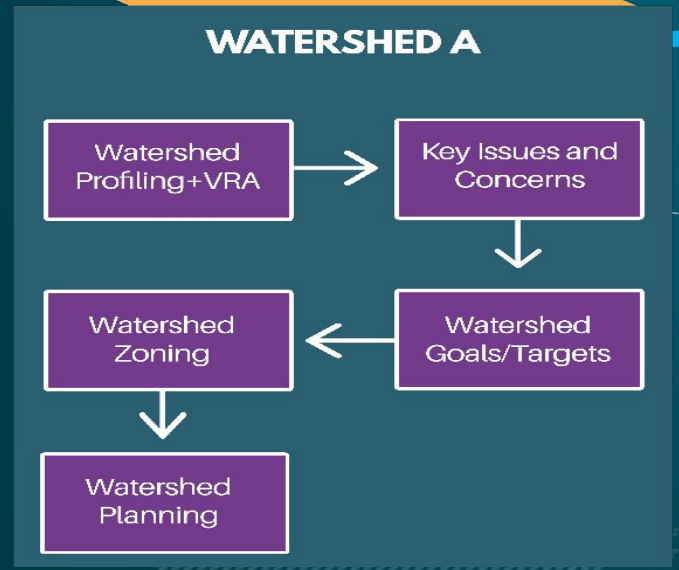 WATERSHED A
Watershed
Profiling+VRA
Key Issues and
Concerns
Watershed
Goals/Targets
Watershed
Zoning
Watershed
Planning